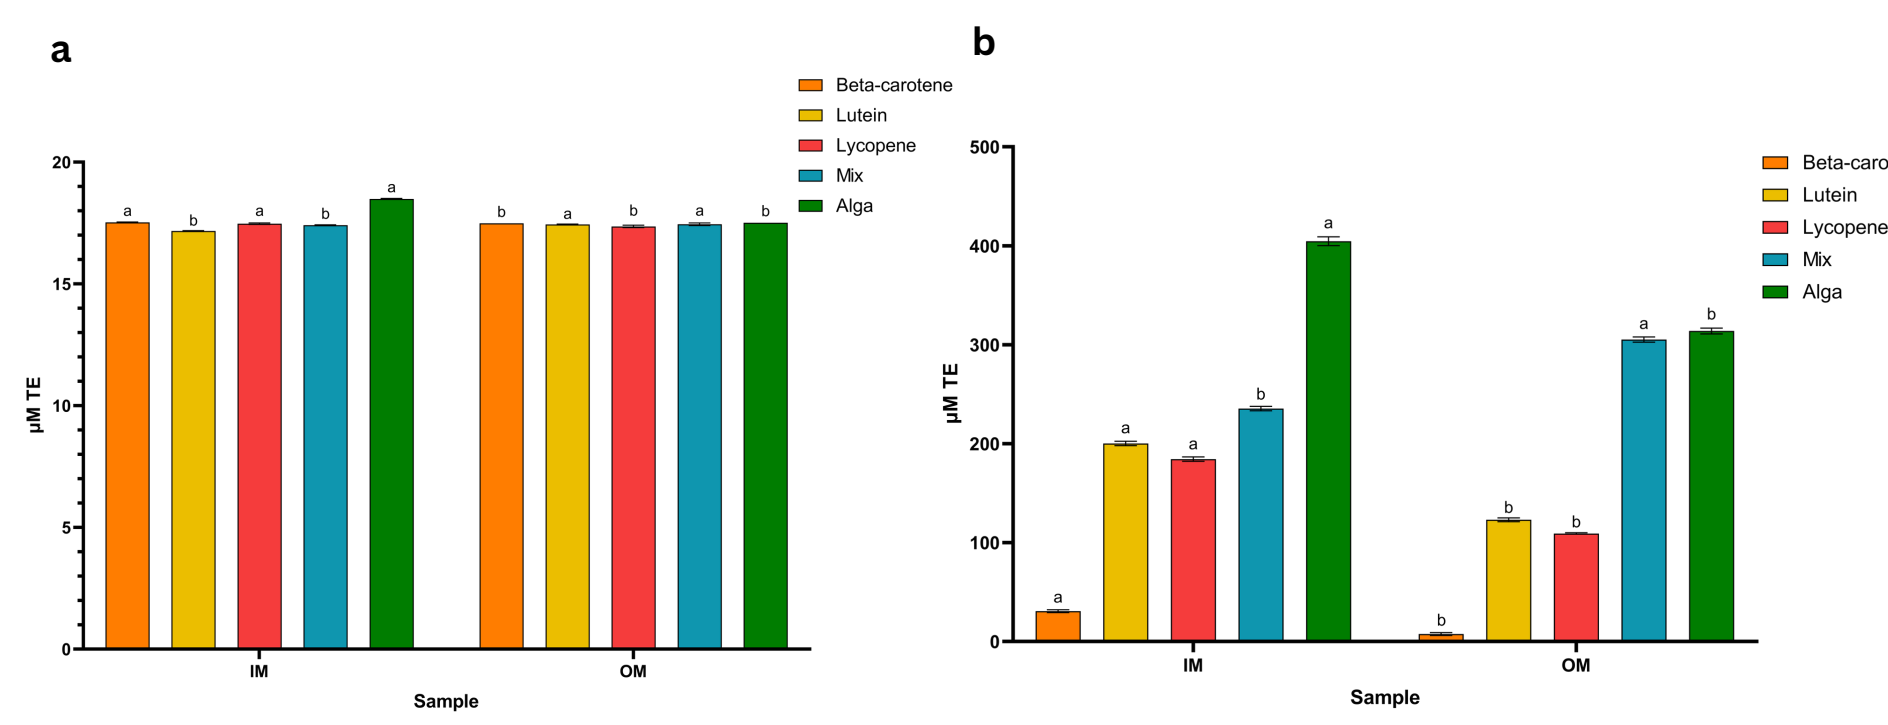 a
Beta-carotene
Lutein
Lycopene
Mix
Alga
20
15
10
5
0
µM TE
a
b
a
b
a
b
a
b
a
b
IM
OM
Sample
b
Beta-caro
Lutein
Lycopene
Mix
Alga
500
400
300
200
100
0
µM TE
a
a
a
b
a
b
b
b
a
b
IM
OM
Sample